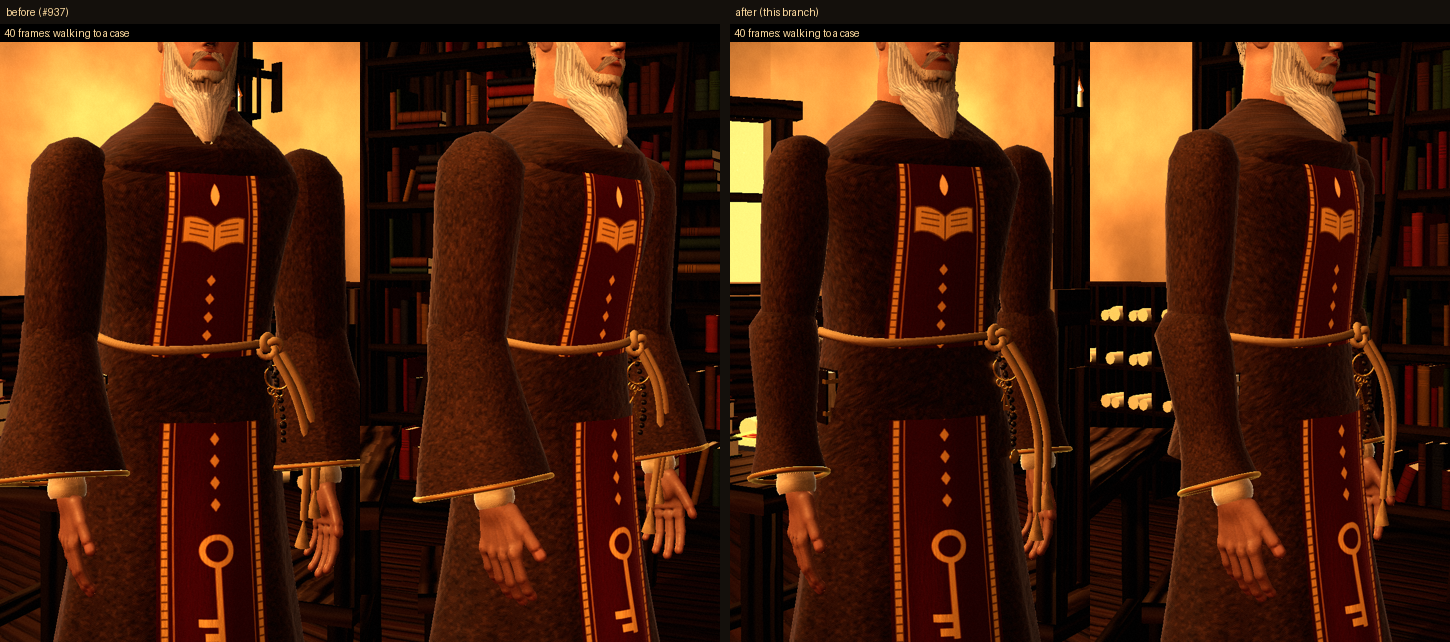 before (#937)
40 frames: walking to a case
after (this branch)
40 frames: walking to a case